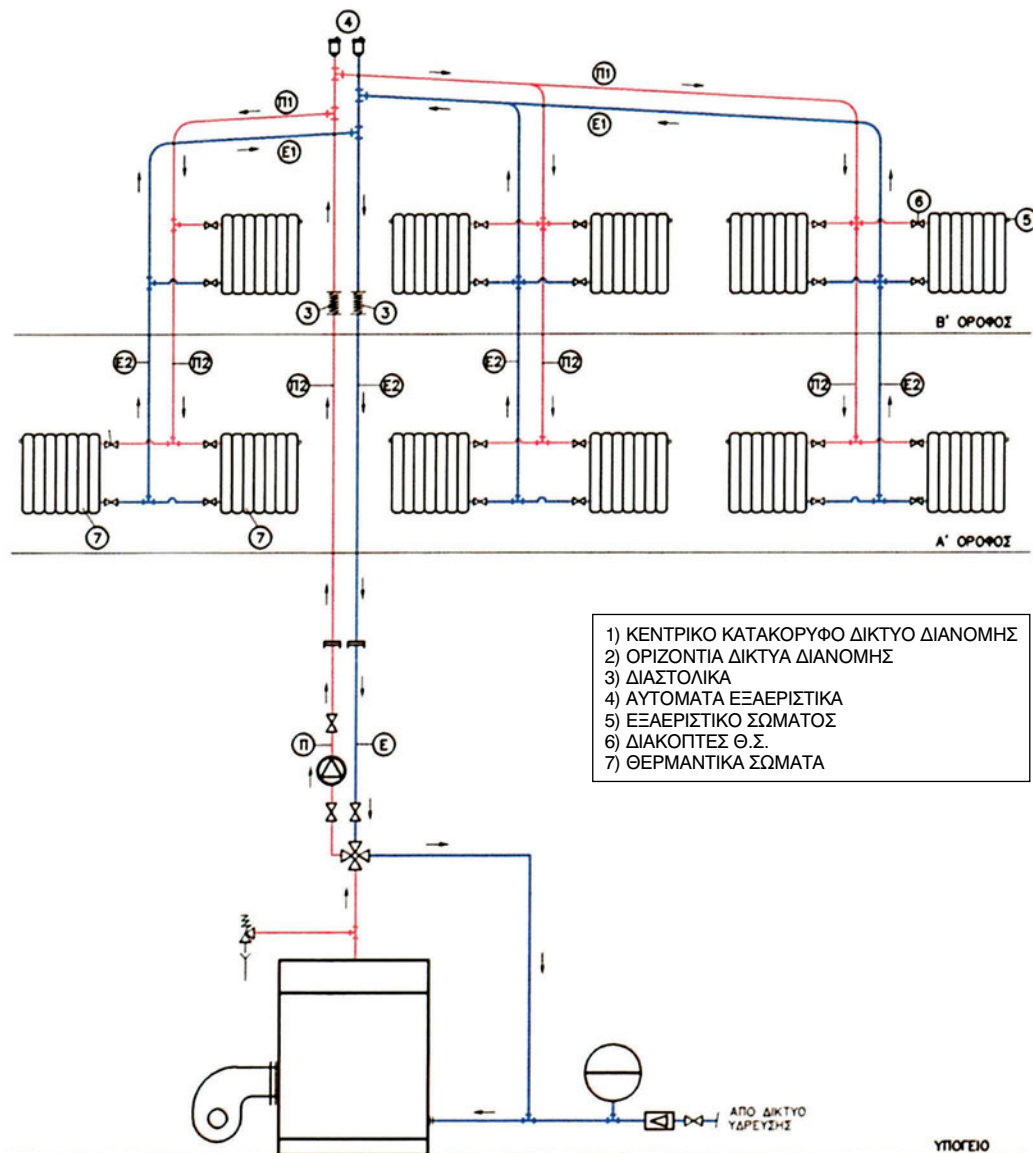 4
Π1
Π1
Ε1
Ε1
6
5
3
3
Β' ΟΡΟΦΟΣ
Ε2
Π2
Π2
Ε2
Ε2
Π2
Π2
Ε2
7
7
Α' ΟΡΟΦΟΣ
1) ΚΕΝΤΡΙΚΟ ΚΑΤΑΚΟΡΥΦΟ ΔΙΚΤΥΟ ΔΙΑΝΟΜΗΣ
2) ΟΡΙΖΟΝΤΙΑ ΔΙΚΤΥΑ ΔΙΑΝΟΜΗΣ
3) ΔΙΑΣΤΟΛΙΚΑ
4) ΑΥΤΟΜΑΤΑ ΕΞΑΕΡΙΣΤΙΚΑ
5) ΕΞΑΕΡΙΣΤΙΚΟ ΣΩΜΑΤΟΣ
6) ΔΙΑΚΟΠΤΕΣ Θ.Σ.
7) ΘΕΡΜΑΝΤΙΚΑ ΣΩΜΑΤΑ
Π
Ε
ΑΠΟ ΔΙΚΤΥΟ
ΥΔΡΕΥΣΗΣ
ΥΠΟΓΕΙΟ